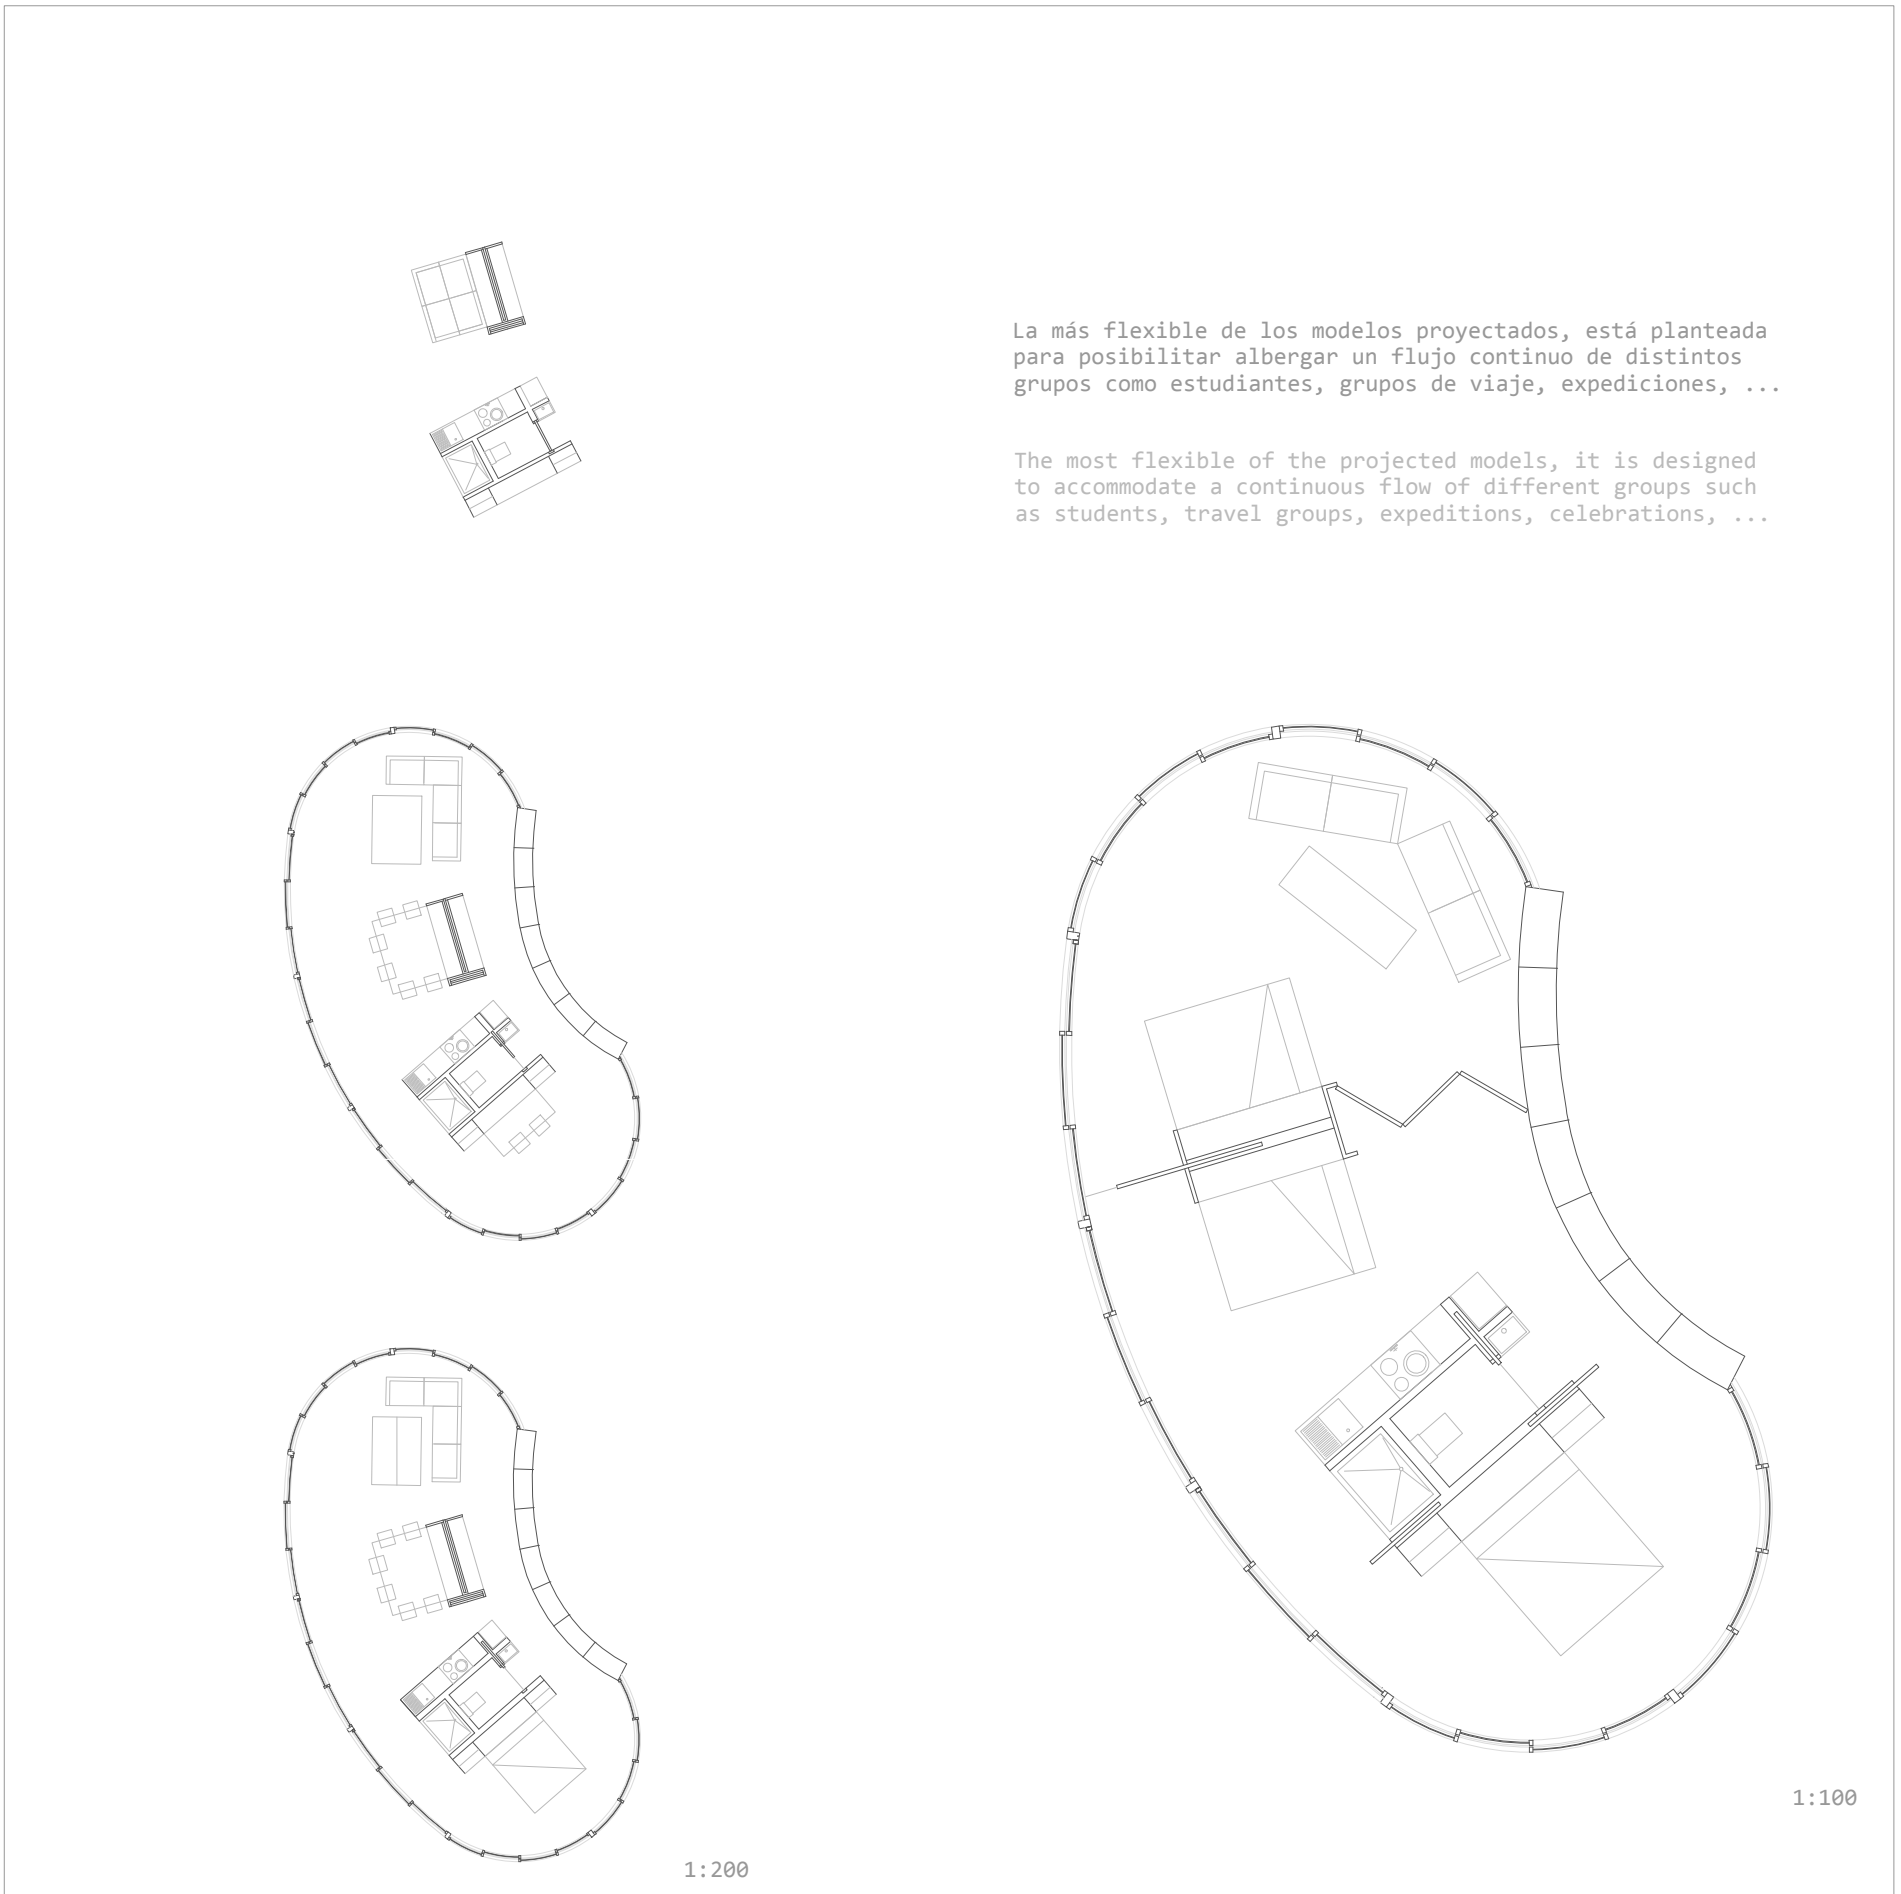 La más flexible de los modelos proyectados, está planteada
para posibilitar albergar un flujo continuo de distintos
grupos como estudiantes, grupos de viaje, expediciones, ...
The most flexible of the projected models, it is designed
to accommodate a continuous flow of different groups such
as students, travel groups, expeditions, celebrations, ...
1:100
1:200